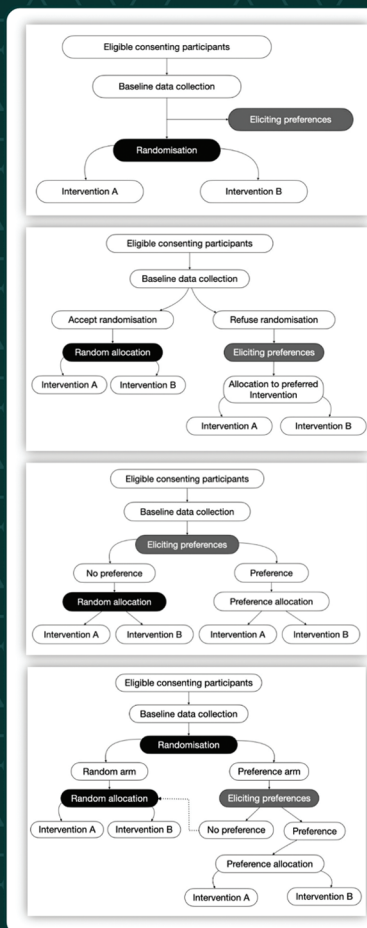 Eligible consenting participants
Baseline data collection
Eliciting preferences
Randomisation
Intervention A
Intervention B
Eligible consenting participants
Baseline data collection
Accept randomisation
Refuse randomisation
Random allocation
Eliciting preferences
Intervention A
Intervention B
Allocation to preferred
Intervention
Intervention A
Intervention B
Eligible consenting participants
Baseline data collection
Eliciting preferences
No preference
Preference
Random allocation
Preference allocation
Intervention A
Intervention B
Intervention A
Intervention B
Eligible consenting participants
Baseline data collection
Randomisation
Random arm
Preference arm
Random allocation
Eliciting preferences
Intervention A
Intervention B
No preference
Preference
Preference allocation
Intervention A
Intervention B